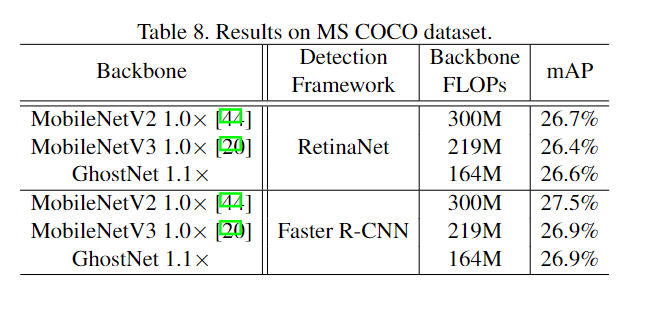 Table 8. Results on MS COCO dataset.
Backbone Detection Framework Backbone FLOPs mAP
MobileNetV2 1.0× [44] RetinaNet 300M 26.7%
MobileNetV3 1.0× [20] 219M 26.4%
GhostNet 1.1× 164M 26.6%
MobileNetV2 1.0× [44] Faster R-CNN 300M 27.5%
MobileNetV3 1.0× [20] 219M 26.9%
GhostNet 1.1× 164M 26.9%